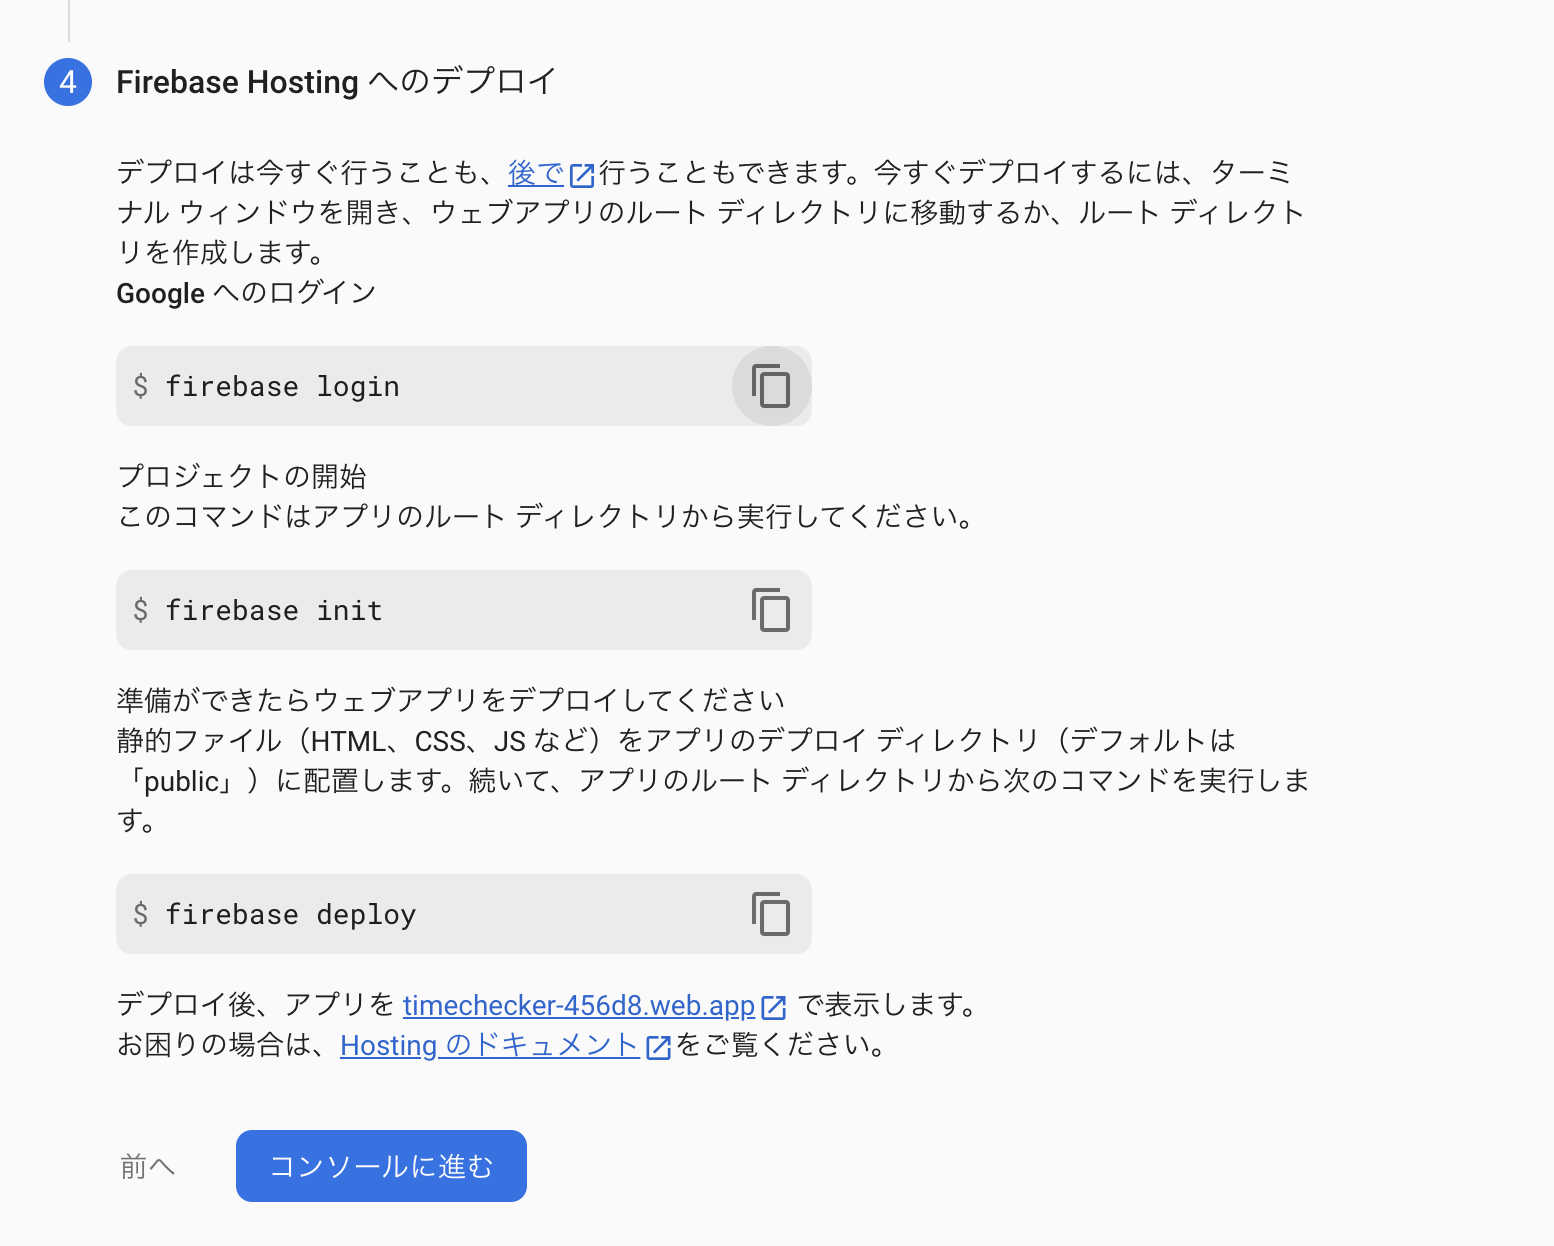 4 Firebase Hosting へのデプロイ
デプロイは今すぐ行うことも、後で行うこともできます。今すぐデプロイするには、ターミ
ナル ウィンドウを開き、ウェブアプリのルート ディレクトリに移動するか、ルート ディレクト
リを作成します。
Google へのログイン
$ firebase login
プロジェクトの開始
このコマンドはアプリのルート ディレクトリから実行してください。
$ firebase init
準備ができたらウェブアプリをデプロイしてください
静的ファイル（HTML、CSS、JS など）をアプリのデプロイ ディレクトリ（デフォルトは
「public」）に配置します。続いて、アプリのルート ディレクトリから次のコマンドを実行しま
す。
$ firebase deploy
デプロイ後、アプリを timechecker-456d8.web.app で表示します。
お困りの場合は、Hosting のドキュメントをご覧ください。
前へ コンソールに進む